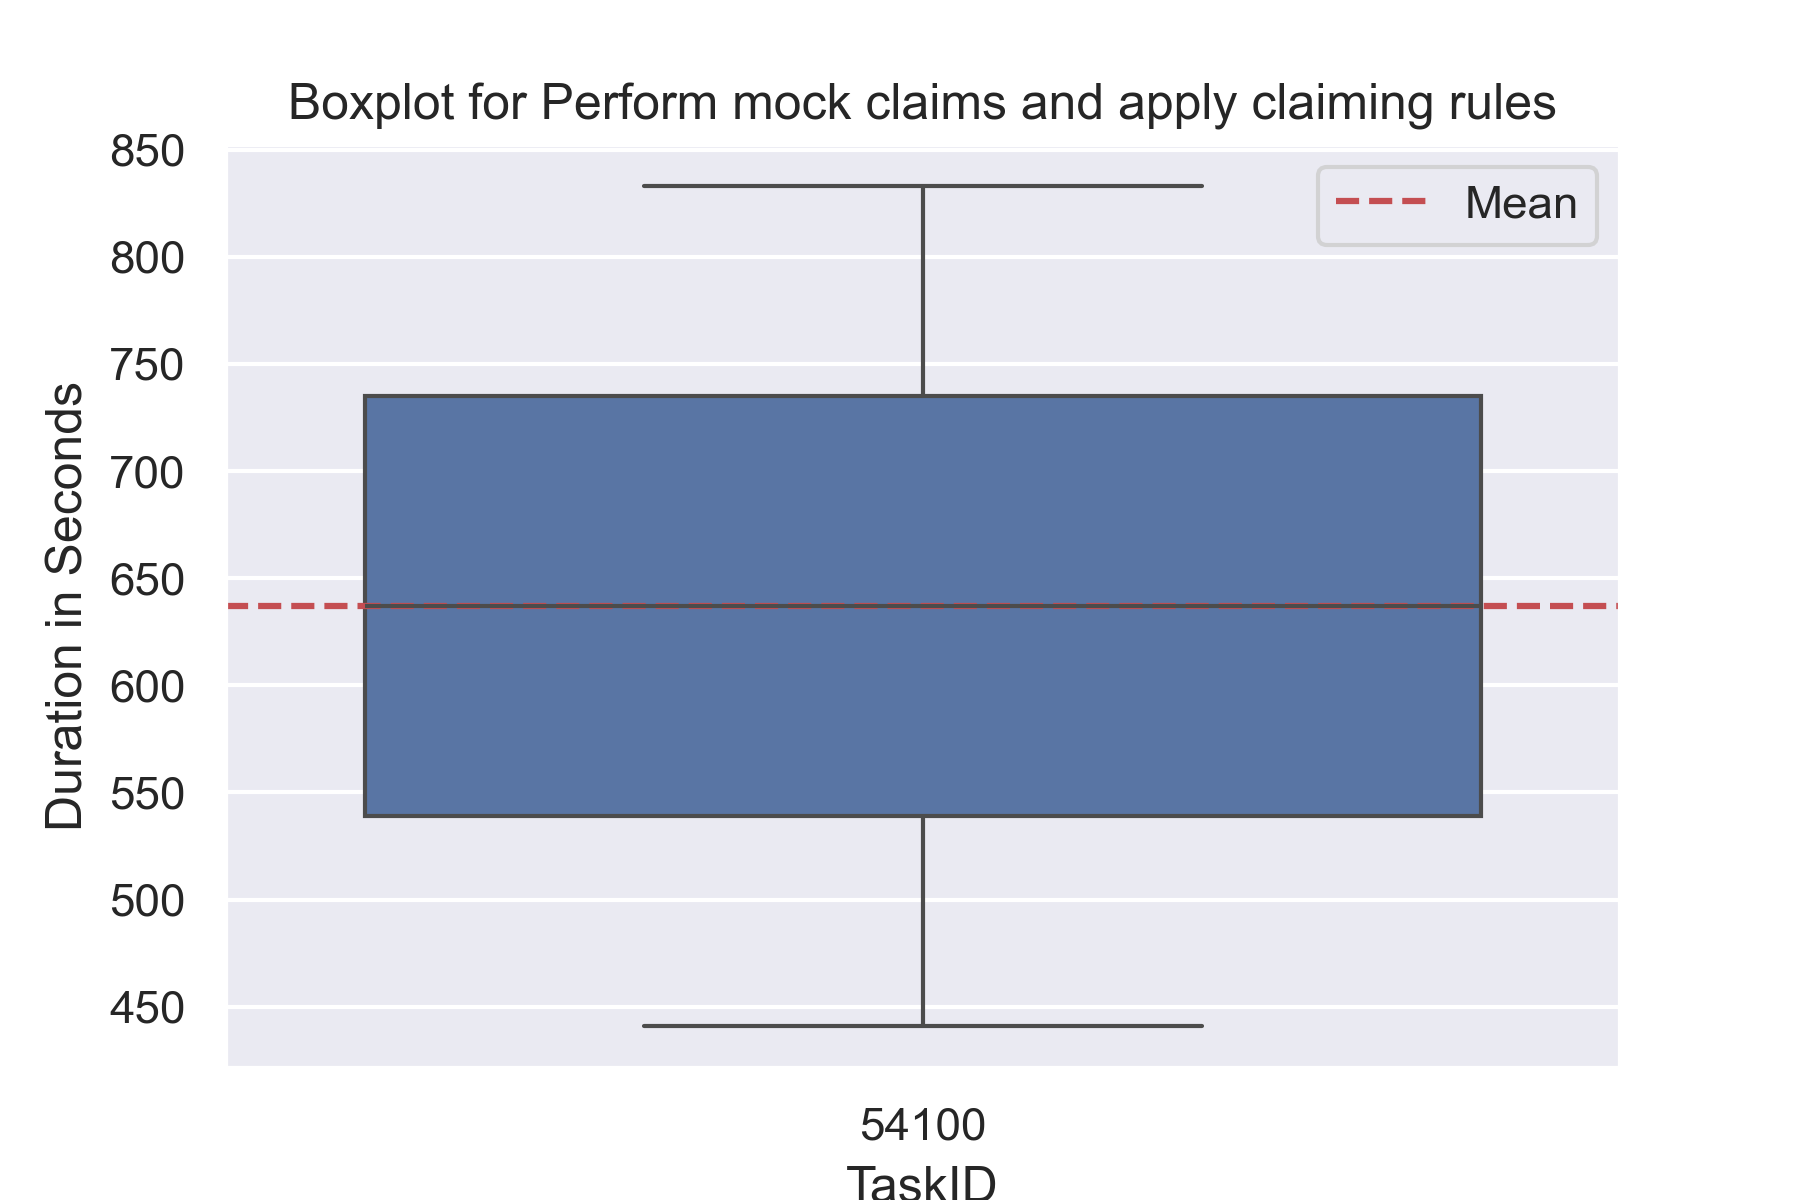 Boxplot for Perform mock claims and apply claiming rules
850
800
750
700
650
600
550
500
450
Duration in Seconds
Mean
54100
TaskID